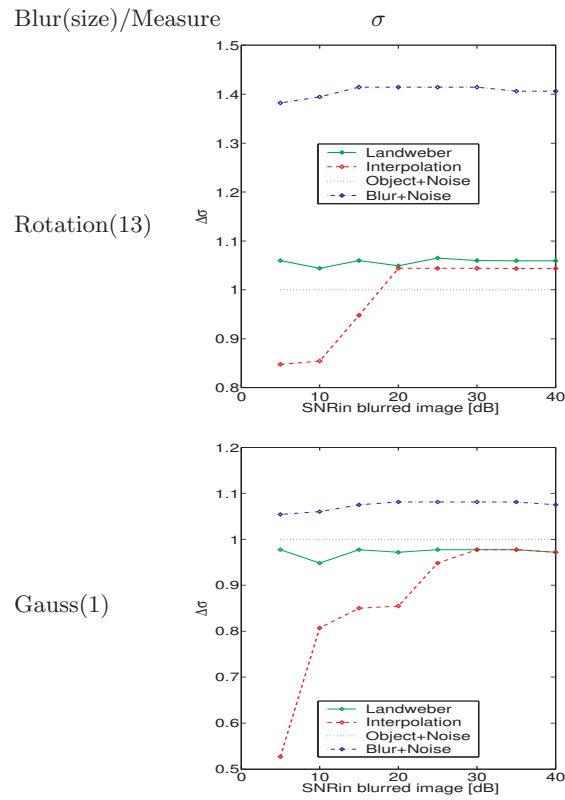 Blur(size)/Measure σ
1.5
1.4
1.3
1.2
1.1
1
0.9
0.8
Δσ
Landweber
Interpolation
Object+Noise
Blur+Noise
Rotation(13)
0 10 20 30 40
SNRin blurred image [dB]
1.2
1.1
1
0.9
0.8
0.7
0.6
0.5
Δσ
Gauss(1)
Landweber
Interpolation
Object+Noise
Blur+Noise
0 10 20 30 40
SNRin blurred image [dB]